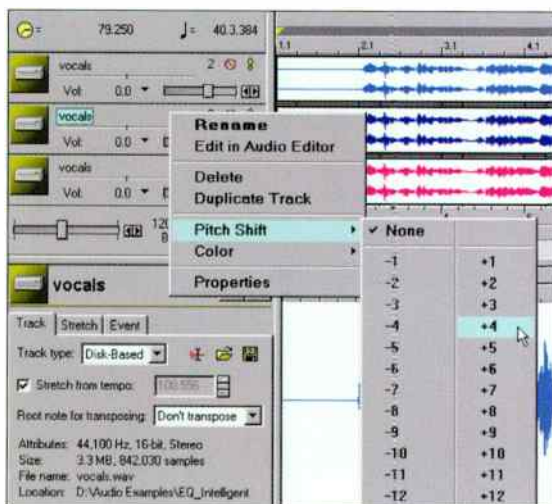 79.250 40.3.384
1.1 2.1 3.1 4.1
vocals 2
Vol: 0.0
vocals
Vol: 0.0
vocals
Vol: 0.0
120
Rename
Edit in Audio Editor
Delete
Duplicate Track
Pitch Shift
Color
Properties
None
-1 +1
-2 +2
-3 +3
-4 +4
-5 +5
-6 +6
-7 +7
-8 +8
-9 +9
-10 +10
-11 +11
-12 +12
vocals
Track Stretch Event
Track type: Disk-Based
Stretch from tempo:
Root note for transposing: Don't transpose
Attributes: 44,100 Hz, 16-bit, Stereo
Size: 3.3 MB, 842,030 samples
File name: vocals.wav
Location: D:\Audio Examples\EQ_Intelligent